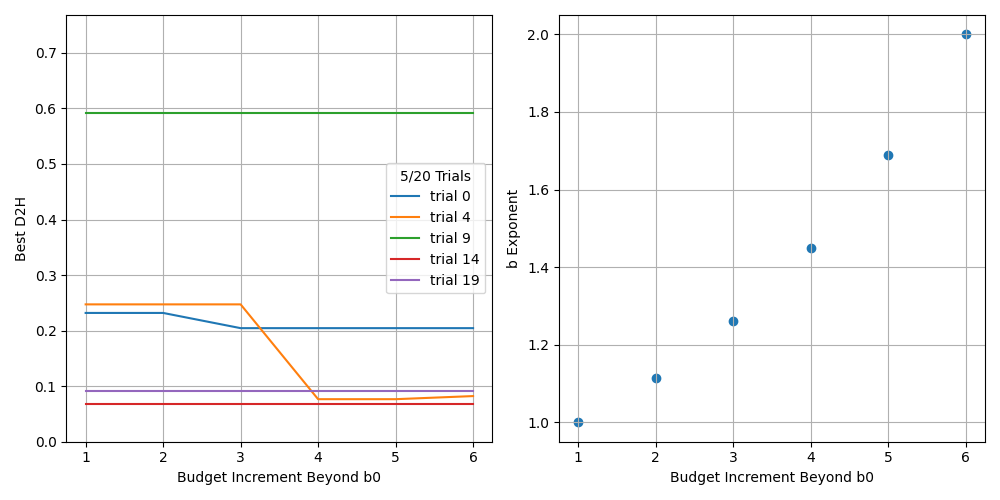 0.7
0.6
0.5
0.4
0.3
0.2
0.1
0.0
Best D2H
1 2 3 4 5 6
Budget Increment Beyond b0
5/20 Trials
trial 0
trial 4
trial 9
trial 14
trial 19
2.0
1.8
1.6
1.4
1.2
1.0
b Exponent
1 2 3 4 5 6
Budget Increment Beyond b0